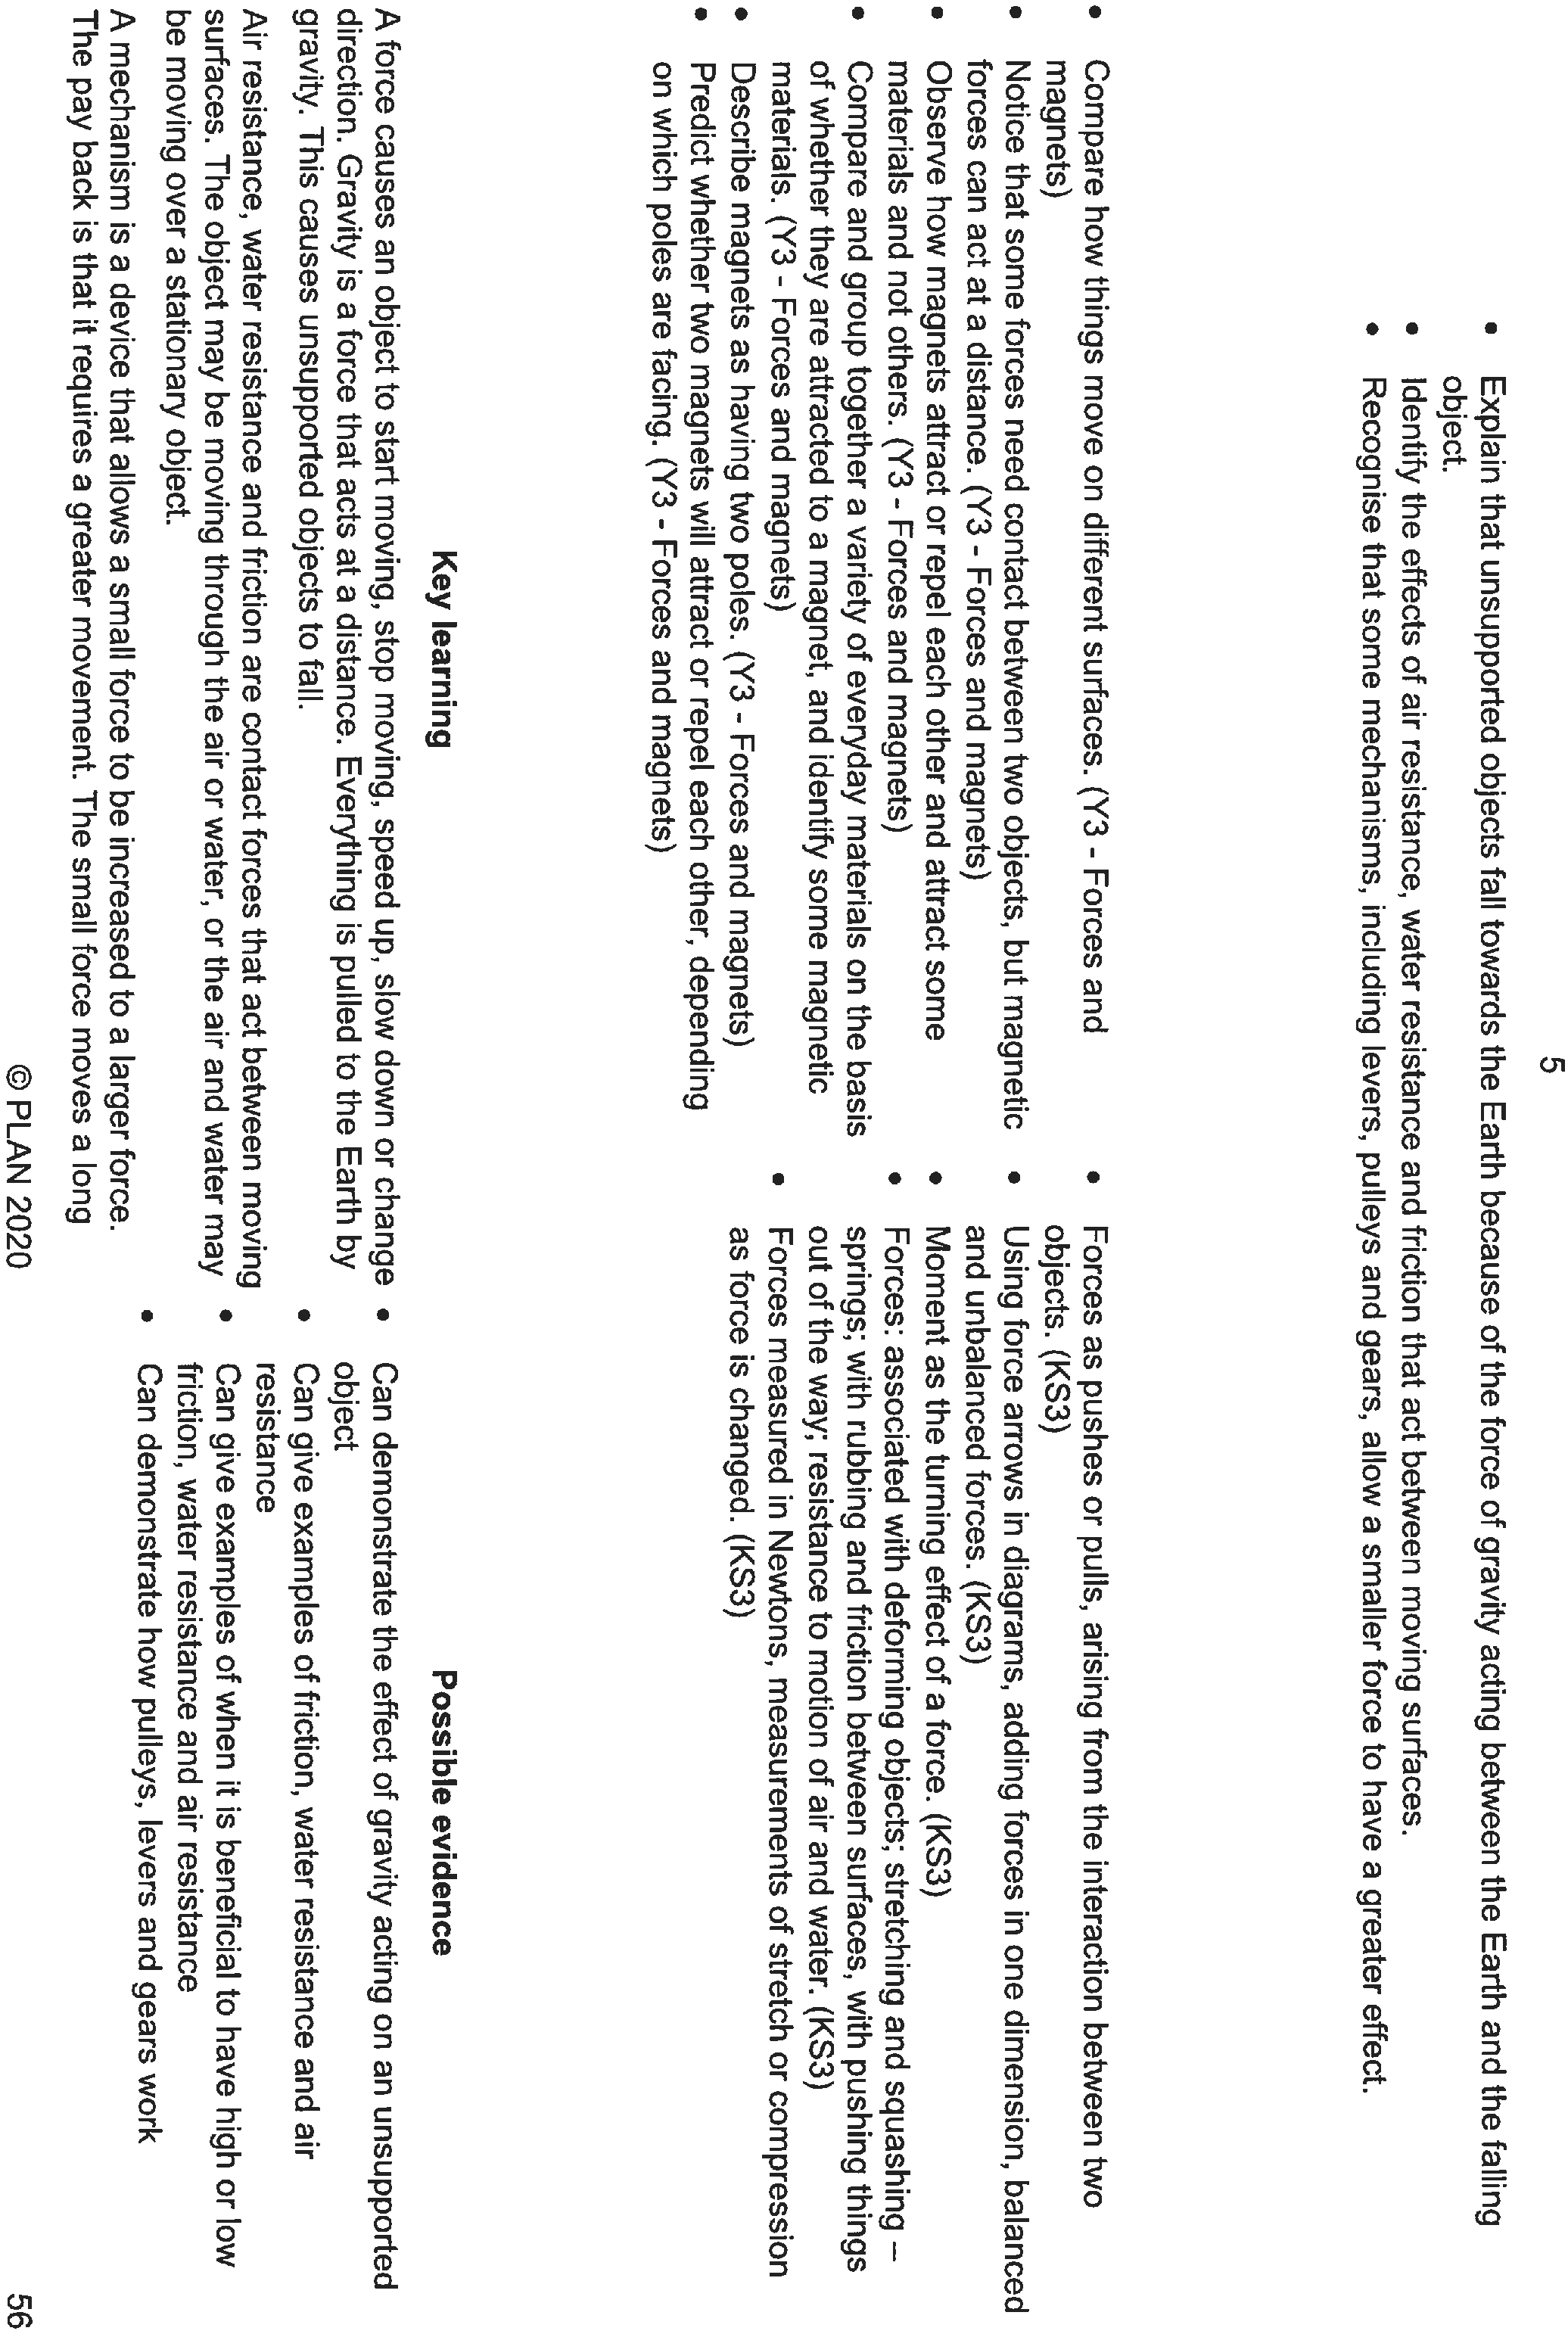 5
• Explain that unsupported objects fall towards the Earth because of the force of gravity acting between the Earth and the falling
object.
• Identify the effects of air resistance, water resistance and friction that act between moving surfaces.
• Recognise that some mechanisms, including levers, pulleys and gears, allow a smaller force to have a greater effect.
• Compare how things move on different surfaces. (Y3 - Forces and
magnets)
• Notice that some forces need contact between two objects, but magnetic
forces can act at a distance. (Y3 - Forces and magnets)
• Observe how magnets attract or repel each other and attract some
materials and not others. (Y3 - Forces and magnets)
• Compare and group together a variety of everyday materials on the basis
of whether they are attracted to a magnet, and identify some magnetic
materials. (Y3 - Forces and magnets)
• Describe magnets as having two poles. (Y3 - Forces and magnets)
• Predict whether two magnets will attract or repel each other, depending
on which poles are facing. (Y3 - Forces and magnets)
• Forces as pushes or pulls, arising from the interaction between two
objects. (KS3)
• Using force arrows in diagrams, adding forces in one dimension, balanced
and unbalanced forces. (KS3)
• Moment as the turning effect of a force. (KS3)
• Forces: associated with deforming objects; stretching and squashing –
springs; with rubbing and friction between surfaces, with pushing things
out of the way; resistance to motion of air and water. (KS3)
• Forces measured in Newtons, measurements of stretch or compression
as force is changed. (KS3)
Key learning
A force causes an object to start moving, stop moving, speed up, slow down or change
direction. Gravity is a force that acts at a distance. Everything is pulled to the Earth by
gravity. This causes unsupported objects to fall.
Air resistance, water resistance and friction are contact forces that act between moving
surfaces. The object may be moving through the air or water, or the air and water may
be moving over a stationary object.
A mechanism is a device that allows a small force to be increased to a larger force.
The pay back is that it requires a greater movement. The small force moves a long
Possible evidence
• Can demonstrate the effect of gravity acting on an unsupported
object
• Can give examples of friction, water resistance and air
resistance
• Can give examples of when it is beneficial to have high or low
friction, water resistance and air resistance
• Can demonstrate how pulleys, levers and gears work
© PLAN 2020
56